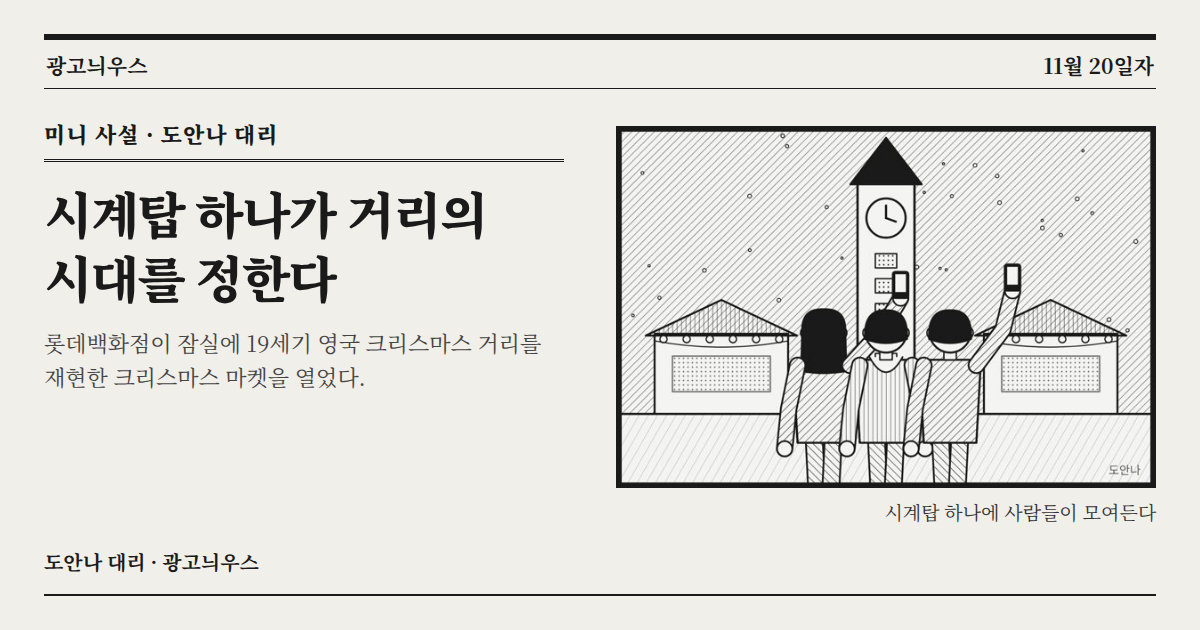 광고늬우스
11월 20일자
미니 사설 · 도안나 대리
시계탑 하나가 거리의
시대를 정한다
롯데백화점이 잠실에 19세기 영국 크리스마스 거리를
재현한 크리스마스 마켓을 열었다.
도안나
시계탑 하나에 사람들이 모여든다
도안나 대리 · 광고늬우스